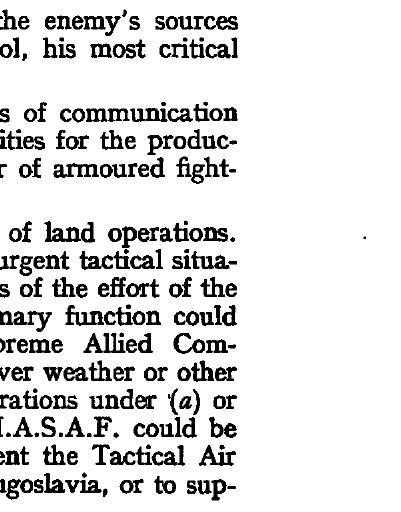 the enemy's sources
ol, his most critical
s of communication
ities for the produc-
r of armoured fight-
of land operations.
urgent tactical situa-
s of the effort of the
mary function could
preme Allied Com-
ver weather or other
rations under (a) or
I.A.S.A.F. could be
ent the Tactical Air
ugoslavia, or to sup-